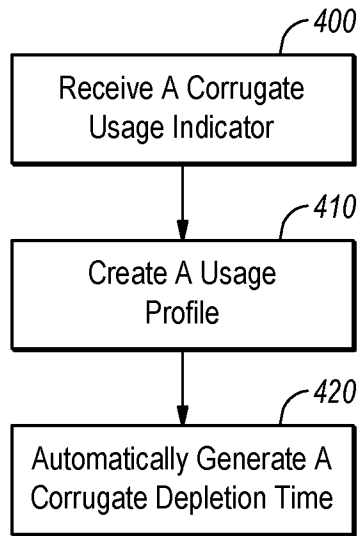 400
Receive A Corrugate
Usage Indicator
410
Create A Usage
Profile
420
Automatically Generate A
Corrugate Depletion Time